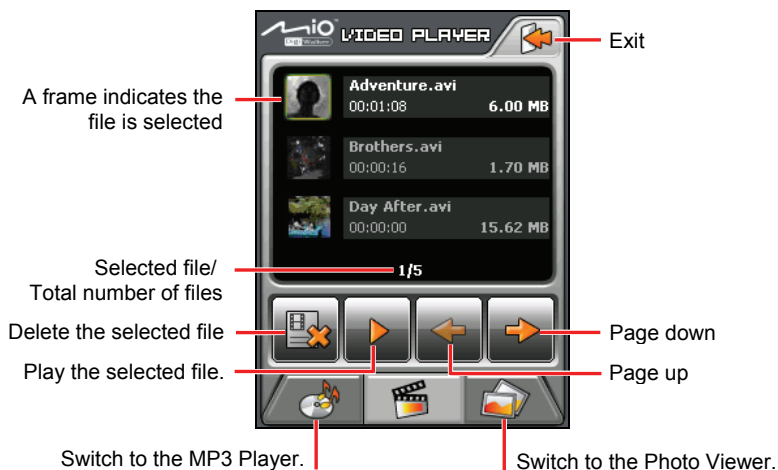 Mio
DigiWalker
VIDEO PLAYER
Exit
A frame indicates the
file is selected
Adventure.avi
00:01:08 6.00 MB
Brothers.avi
00:00:16 1.70 MB
Day After.avi
00:00:00 15.62 MB
Selected file/
Total number of files
1/5
Delete the selected file
Page down
Play the selected file.
Page up
Switch to the MP3 Player.
Switch to the Photo Viewer.